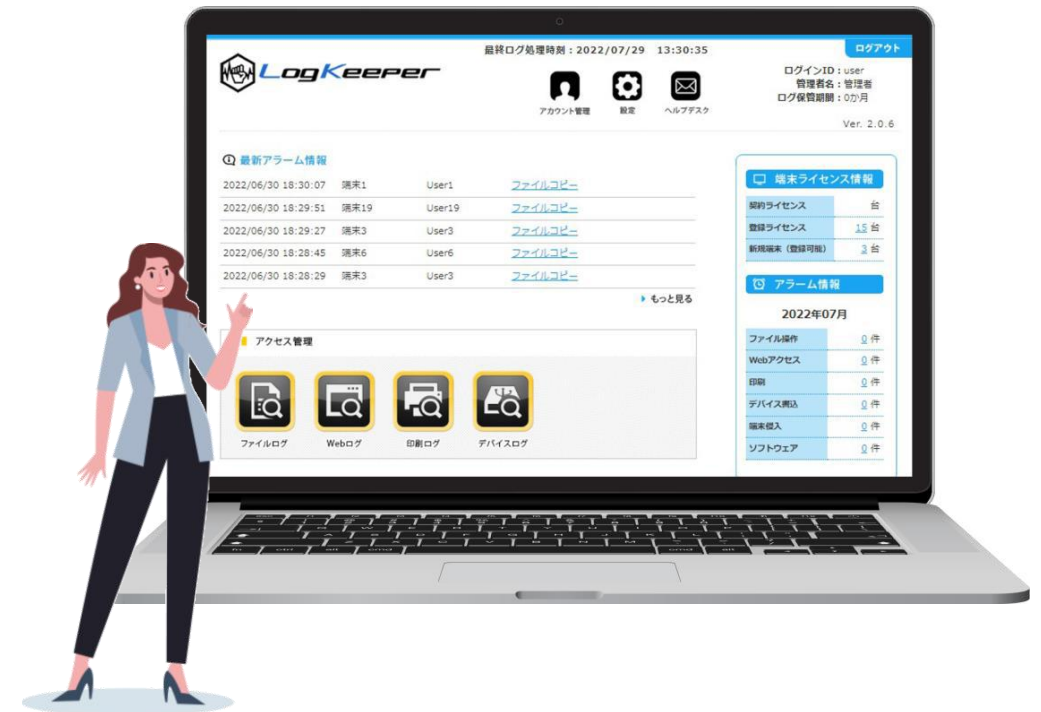 最終ログ処理時刻：2022/07/29 13:30:35
ログアウト
LogKeeper
ログインID：user
管理者名：管理者
ログ保管期間：0か月
アカウント管理 設定 ヘルプデスク
Ver. 2.0.6
最新アラーム情報
2022/06/30 18:30:07 端末1 User1 ファイルコピー
2022/06/30 18:29:51 端末19 User19 ファイルコピー
2022/06/30 18:29:27 端末3 User3 ファイルコピー
2022/06/30 18:28:45 端末6 User6 ファイルコピー
2022/06/30 18:28:29 端末3 User3 ファイルコピー
もっと見る
アクセス管理
ファイルログ Webログ 印刷ログ デバイスログ
端末ライセンス情報
契約ライセンス 台
登録ライセンス 15 台
新規端末（登録可能） 3 台
アラーム情報
2022年07月
ファイル操作 0 件
Webアクセス 0 件
印刷 0 件
デバイス書込 0 件
端末侵入 0 件
ソフトウェア 0 件